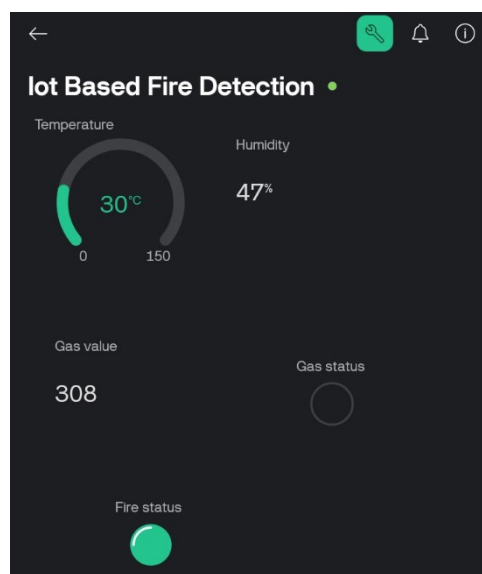 Iot Based Fire Detection
Temperature
Humidity
30°C
47%
0 150
Gas value
Gas status
308
Fire status